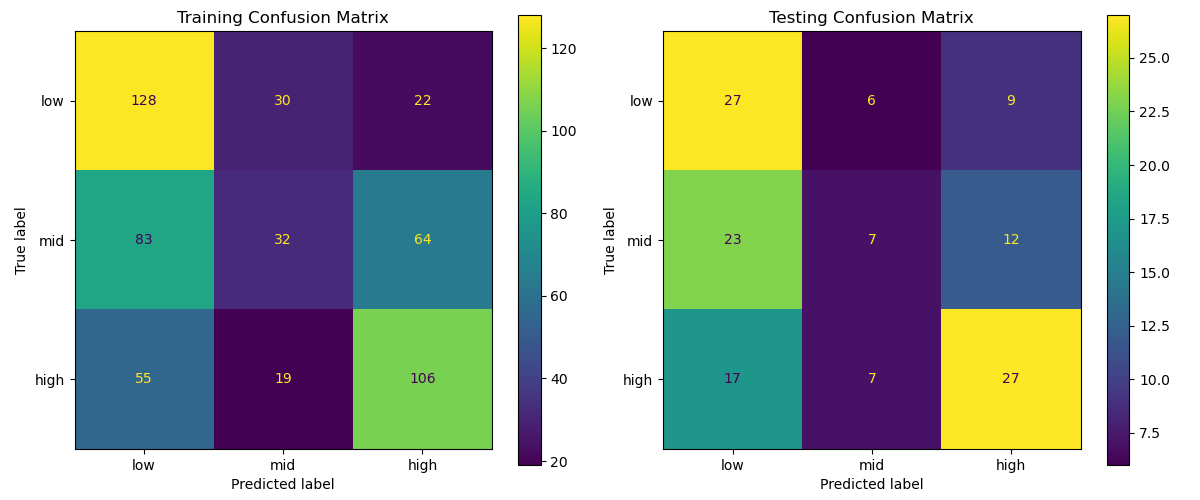 Training Confusion Matrix
low 128 30 22
mid 83 32 64
high 55 19 106
low mid high
Predicted label
True label
120
100
80
60
40
20
Testing Confusion Matrix
low 27 6 9
mid 23 7 12
high 17 7 27
low mid high
Predicted label
True label
25.0
22.5
20.0
17.5
15.0
12.5
10.0
7.5